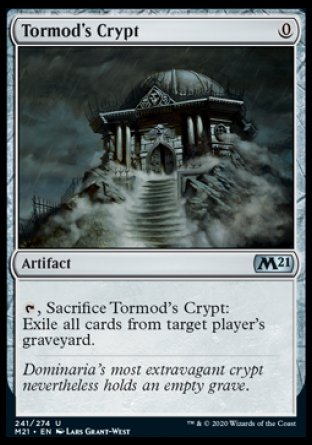 Tormod's Crypt 0
Artifact M21
, Sacrifice Tormod's Crypt:
Exile all cards from target player's
graveyard.
Dominaria's most extravagant crypt
nevertheless holds an empty grave.
241/274 U
M21 • EN Lars Grant-West ™ & © 2020 Wizards of the Coast